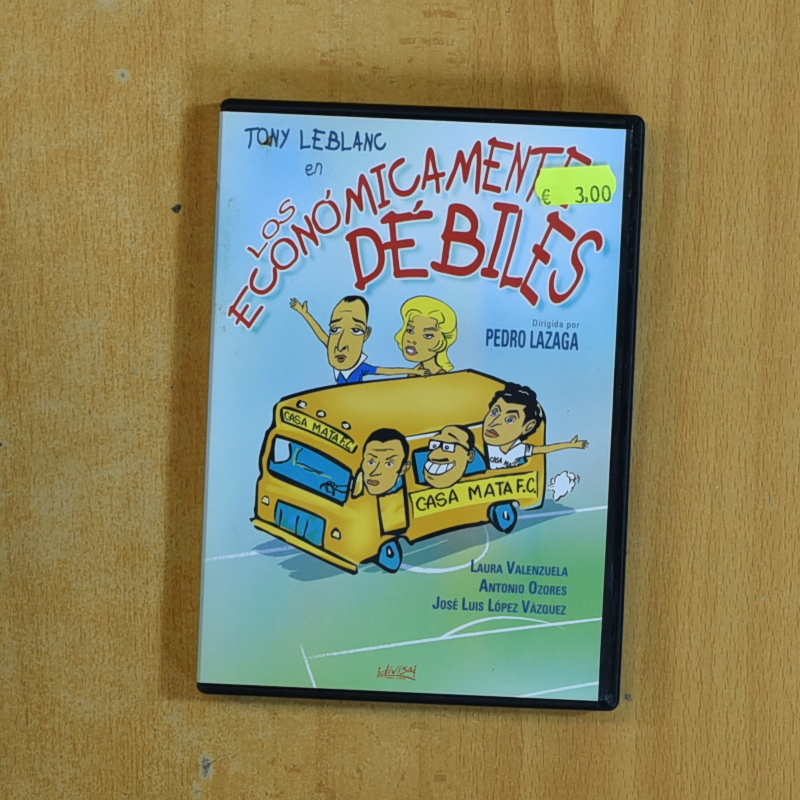 TONY LEBLANC
en
LOS
ECONÓMICAMENTE
€ 3,00
DÉBILES
Dirigida por
PEDRO LAZAGA
CASA MATA F.C.
CASA MATA F.C.
LAURA VALENZUELA
ANTONIO OZORES
JOSÉ LUIS LÓPEZ VÁZQUEZ
divisa